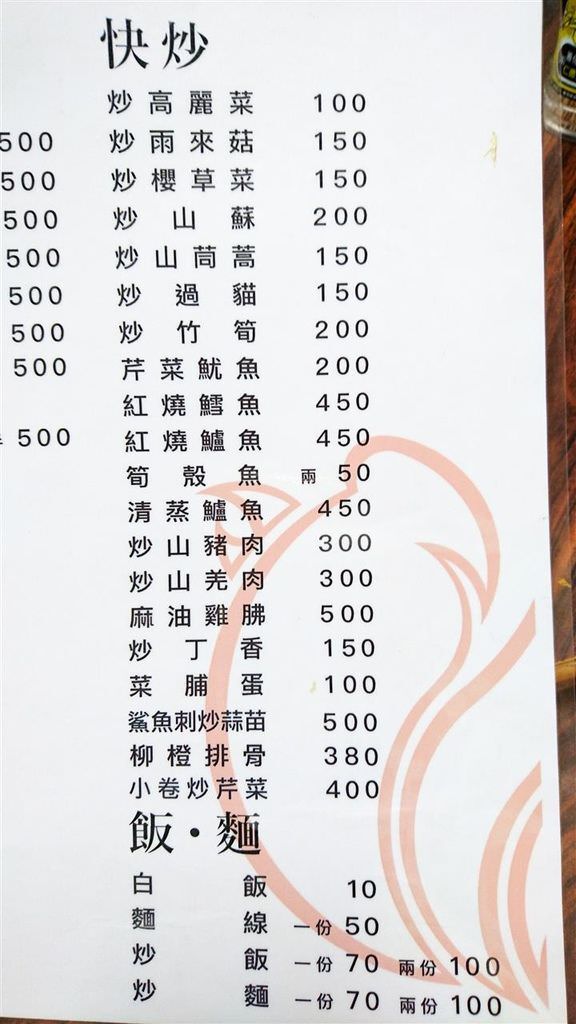 快炒
炒高麗菜 100
500 炒雨來菇 150
500 炒櫻草菜 150
500 炒山蘇 200
500 炒山茼蒿 150
500 炒過貓 150
500 炒竹筍 200
500 芹菜魷魚 200
紅燒鱈魚 450
500 紅燒鱸魚 450
筍殼魚 兩 50
清蒸鱸魚 450
炒山豬肉 300
炒山羌肉 300
麻油雞胇 500
炒丁香 150
菜脯蛋 100
鯊魚刺炒蒜苗 500
柳橙排骨 380
小卷炒芹菜 400
飯・麵
白飯 10
麵線 一份 50
炒飯 一份 70 兩份 100
炒麵 一份 70 兩份 100